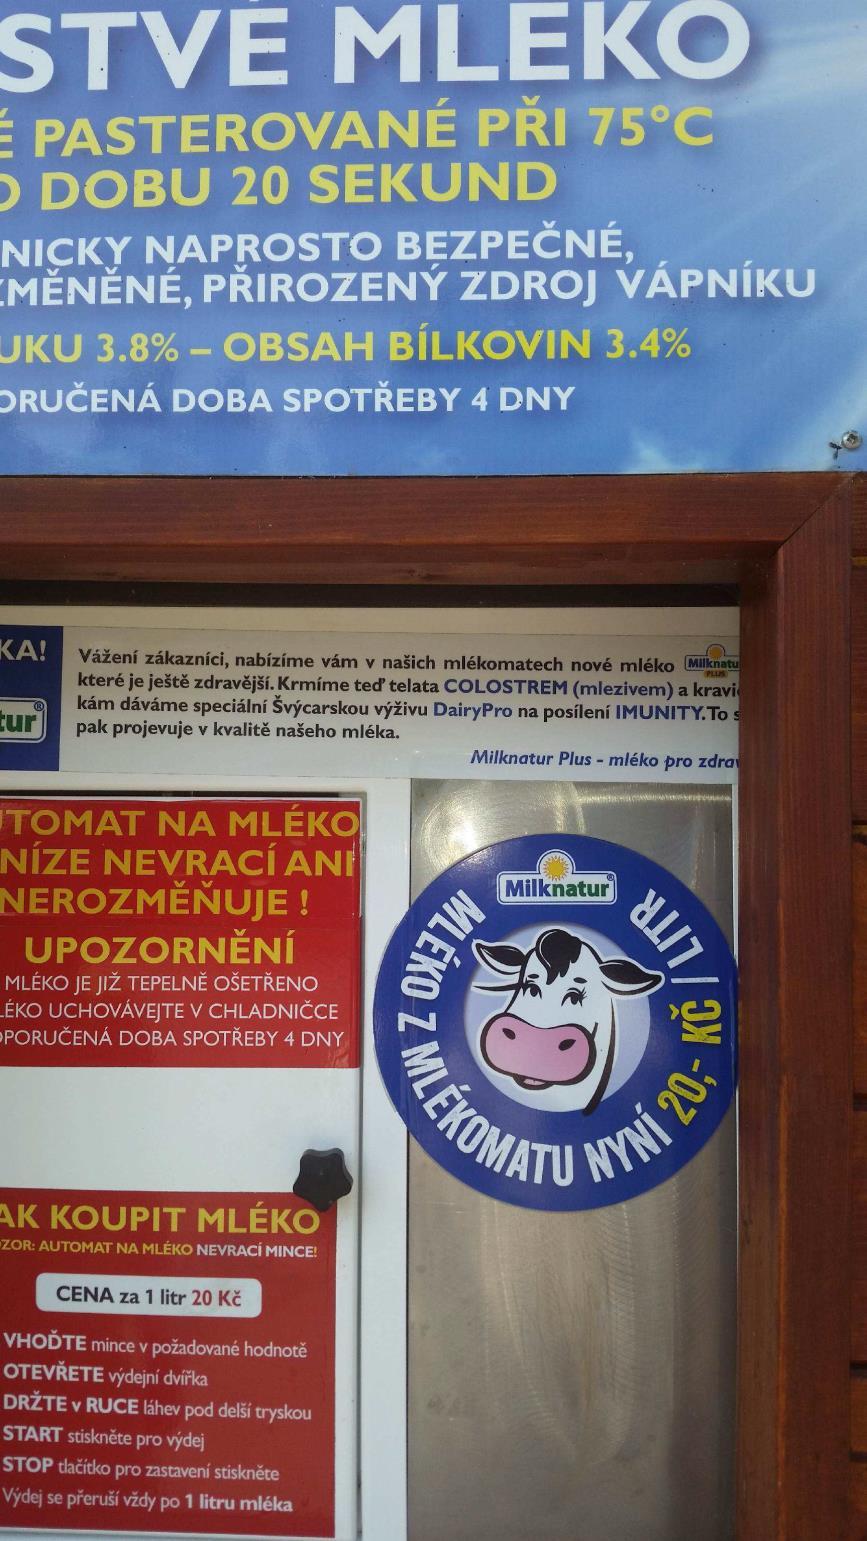 STVÉ MLÉKO
Ě PASTEROVANÉ PŘI 75°C
O DOBU 20 SEKUND
NICKY NAPROSTO BEZPEČNÉ,
ZMĚNĚNÉ, PŘIROZENÝ ZDROJ VÁPNÍKU
UKU 3.8% – OBSAH BÍLKOVIN 3.4%
ORUČENÁ DOBA SPOTŘEBY 4 DNY
KA!
tur®
Vážení zákazníci, nabízíme vám v našich mlékomatech nové mléko Milknatu PLUS
které je ještě zdravější. Krmíme teď telata COLOSTREM (mlezivem) a kravi
kám dáváme speciální Švýcarskou výživu DairyPro na posílení IMUNITY. To s
pak projevuje v kvalitě našeho mléka.
Milknatur Plus - mléko pro zdrav
UTOMAT NA MLÉKO
NÍZE NEVRACÍ ANI
NEROZMĚŇUJE !
UPOZORNĚNÍ
MLÉKO JE JIŽ TEPELNĚ OŠETŘENO
LÉKO UCHOVÁVEJTE V CHLADNIČCE
OPORUČENÁ DOBA SPOTŘEBY 4 DNY
Milknatur®
MLÉKO Z MLÉKOMATU NYNÍ 20,- KČ / LITR
AK KOUPIT MLÉKO
OZOR: AUTOMAT NA MLÉKO NEVRACÍ MINCE!
CENA za 1 litr 20 Kč
VHOĎTE mince v požadované hodnotě
OTEVŘETE výdejní dvířka
DRŽTE v RUCE láhev pod delší tryskou
START stiskněte pro výdej
STOP tlačítko pro zastavení stiskněte
Výdej se přeruší vždy po 1 litru mléka